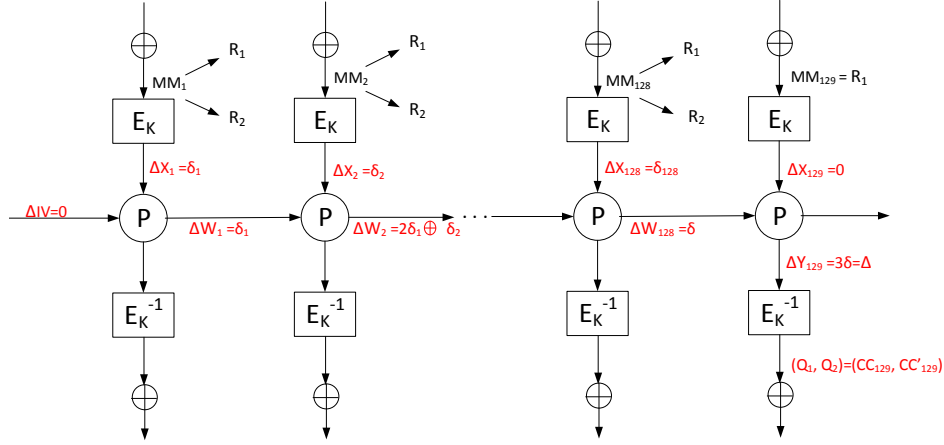 R₁ R₁ R₁
MM₁ MM₂ MM₁₂₈ MM₁₂₉ = R₁
R₂ R₂ R₂
E_K E_K E_K E_K
ΔX₁ =δ₁ ΔX₂ =δ₂ ΔX₁₂₈ =δ₁₂₈ ΔX₁₂₉ =0
ΔIV=0 P P · · · P P
ΔW₁ =δ₁ ΔW₂ =2δ₁⊕ δ₂ ΔW₁₂₈ =δ
ΔY₁₂₉ =3δ=Δ
E_K⁻¹ E_K⁻¹ E_K⁻¹ E_K⁻¹
(Q₁, Q₂)=(CC₁₂₉, CC’₁₂₉)